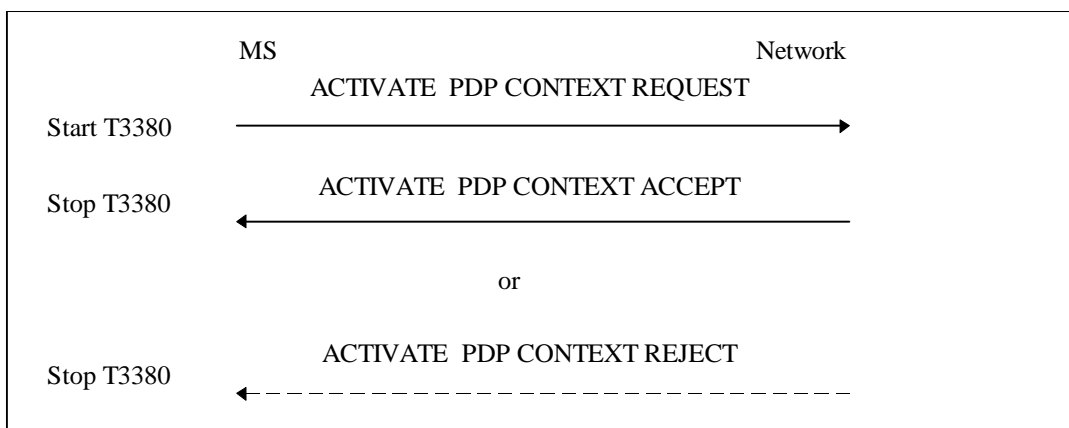 MS Network
ACTIVATE PDP CONTEXT REQUEST
Start T3380
ACTIVATE PDP CONTEXT ACCEPT
Stop T3380
or
ACTIVATE PDP CONTEXT REJECT
Stop T3380